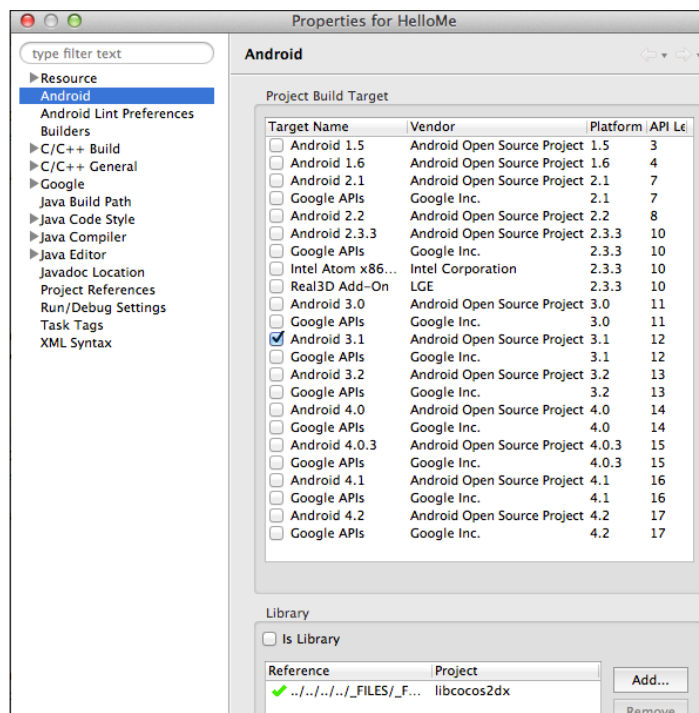 Properties for HelloMe
type filter text
Resource
Android
Android Lint Preferences
Builders
C/C++ Build
C/C++ General
Google
Java Build Path
Java Code Style
Java Compiler
Java Editor
Javadoc Location
Project References
Run/Debug Settings
Task Tags
XML Syntax
Android
Project Build Target
Target Name Vendor Platform API Le
Android 1.5 Android Open Source Project 1.5 3
Android 1.6 Android Open Source Project 1.6 4
Android 2.1 Android Open Source Project 2.1 7
Google APIs Google Inc. 2.1 7
Android 2.2 Android Open Source Project 2.2 8
Android 2.3.3 Android Open Source Project 2.3.3 10
Google APIs Google Inc. 2.3.3 10
Intel Atom x86... Intel Corporation 2.3.3 10
Real3D Add-On LGE 2.3.3 10
Android 3.0 Android Open Source Project 3.0 11
Google APIs Google Inc. 3.0 11
Android 3.1 Android Open Source Project 3.1 12
Google APIs Google Inc. 3.1 12
Android 3.2 Android Open Source Project 3.2 13
Google APIs Google Inc. 3.2 13
Android 4.0 Android Open Source Project 4.0 14
Google APIs Google Inc. 4.0 14
Android 4.0.3 Android Open Source Project 4.0.3 15
Google APIs Google Inc. 4.0.3 15
Android 4.1 Android Open Source Project 4.1 16
Google APIs Google Inc. 4.1 16
Android 4.2 Android Open Source Project 4.2 17
Google APIs Google Inc. 4.2 17
Library
Is Library
Reference Project
../../../../_FILES/_F... libcocos2dx
Add...
Remove